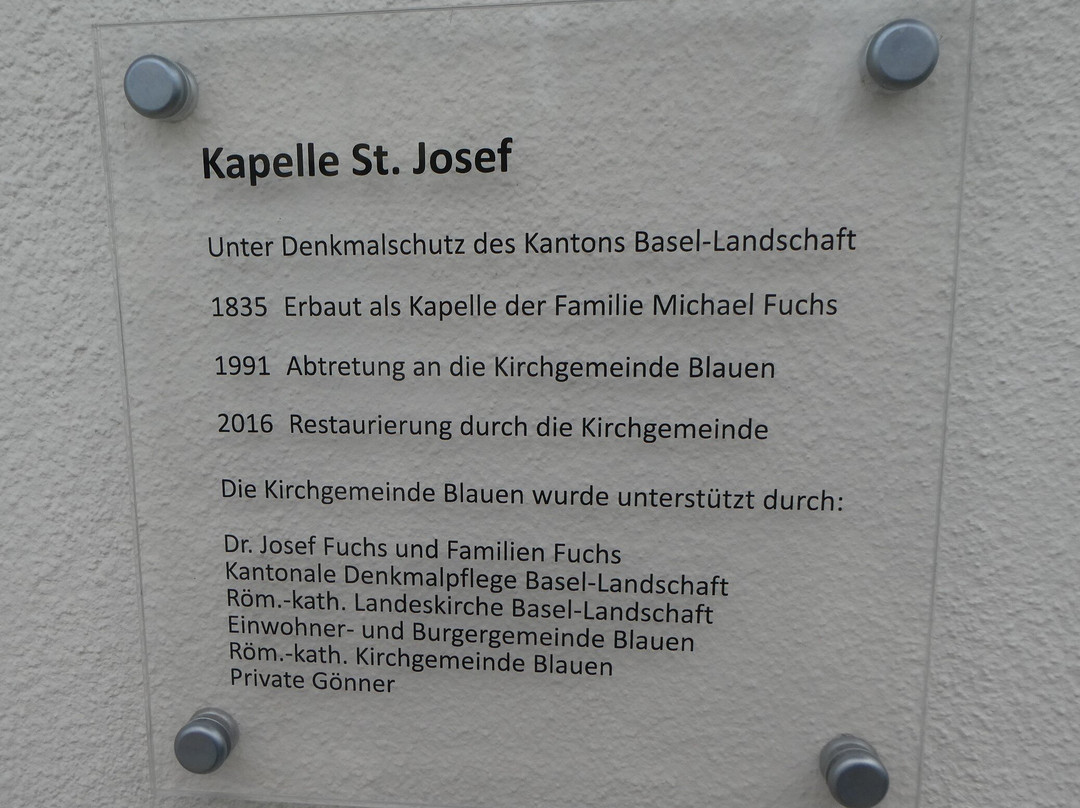 Kapelle St. Josef
Unter Denkmalschutz des Kantons Basel-Landschaft
1835 Erbaut als Kapelle der Familie Michael Fuchs
1991 Abtretung an die Kirchgemeinde Blauen
2016 Restaurierung durch die Kirchgemeinde
Die Kirchgemeinde Blauen wurde unterstützt durch:
Dr. Josef Fuchs und Familien Fuchs
Kantonale Denkmalpflege Basel-Landschaft
Röm.-kath. Landeskirche Basel-Landschaft
Einwohner- und Burgergemeinde Blauen
Röm.-kath. Kirchgemeinde Blauen
Private Gönner